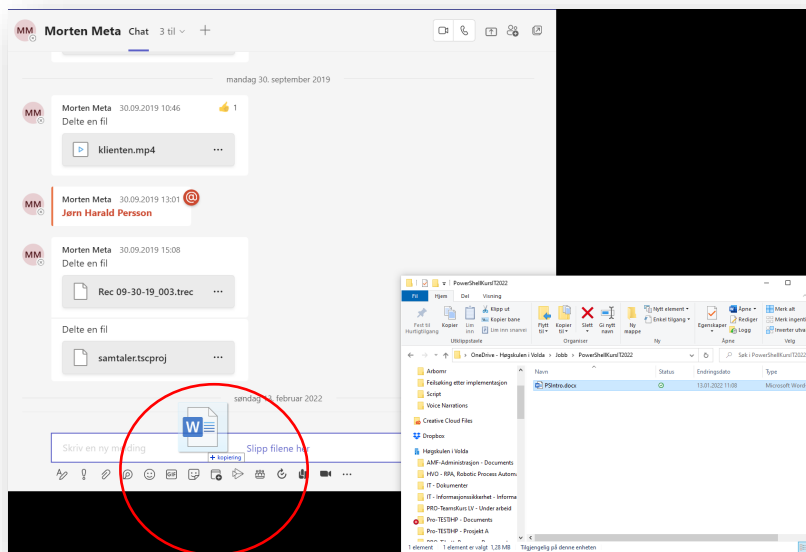 MM Morten Meta Chat 3 til
mandag 30. september 2019
MM Morten Meta 30.09.2019 10:46 1
Delte en fil
klienten.mp4
MM Morten Meta 30.09.2019 13:01 @
Jørn Harald Persson
MM Morten Meta 30.09.2019 15:08
Delte en fil
Rec 09-30-19_003.trec
Delte en fil
samtaler.tscproj
søndag 13. februar 2022
W
Skriv en ny melding Slipp filene her
+ kopiering
GIF
PowerShellKursIT2022
Fil Hjem Del Visning
Fest til Hurtigtilgang
Kopier
Lim inn
Klipp ut
Kopier bane
Lim inn snarvei
Utklippstavle
Flytt til
Kopier til
Slett
Gi nytt navn
Organiser
Ny mappe
Nytt element
Enkel tilgang
Ny
Egenskaper
Åpne
Rediger
Logg
Åpne
Merk alt
Merk ingenti
Inverter utva
Velg
OneDrive - Høgskulen i Volda › Jobb › PowerShellKursIT2022
Søk i PowerShellKursIT2022
Navn Status Endringsdato Type
PSIntro.docx 13.01.2022 11:08 Microsoft Word
Arboms
Feilsøking etter implementasjon
Script
Voice Narrations
Creative Cloud Files
Dropbox
Høgskulen i Volda
AMF-Administrasjon - Documents
HVO - RPA, Robotic Process Autom
IT - Dokumenter
IT - Informasjonssikkerhet - Informa
PRO-TeamsKurs LV - Under arbeid
Pro-TESTIHP - Documents
Pro-TESTIHP - Prosjekt A
1 element 1 element er valgt 1,28 MB Tilgjengelig på denne enheten